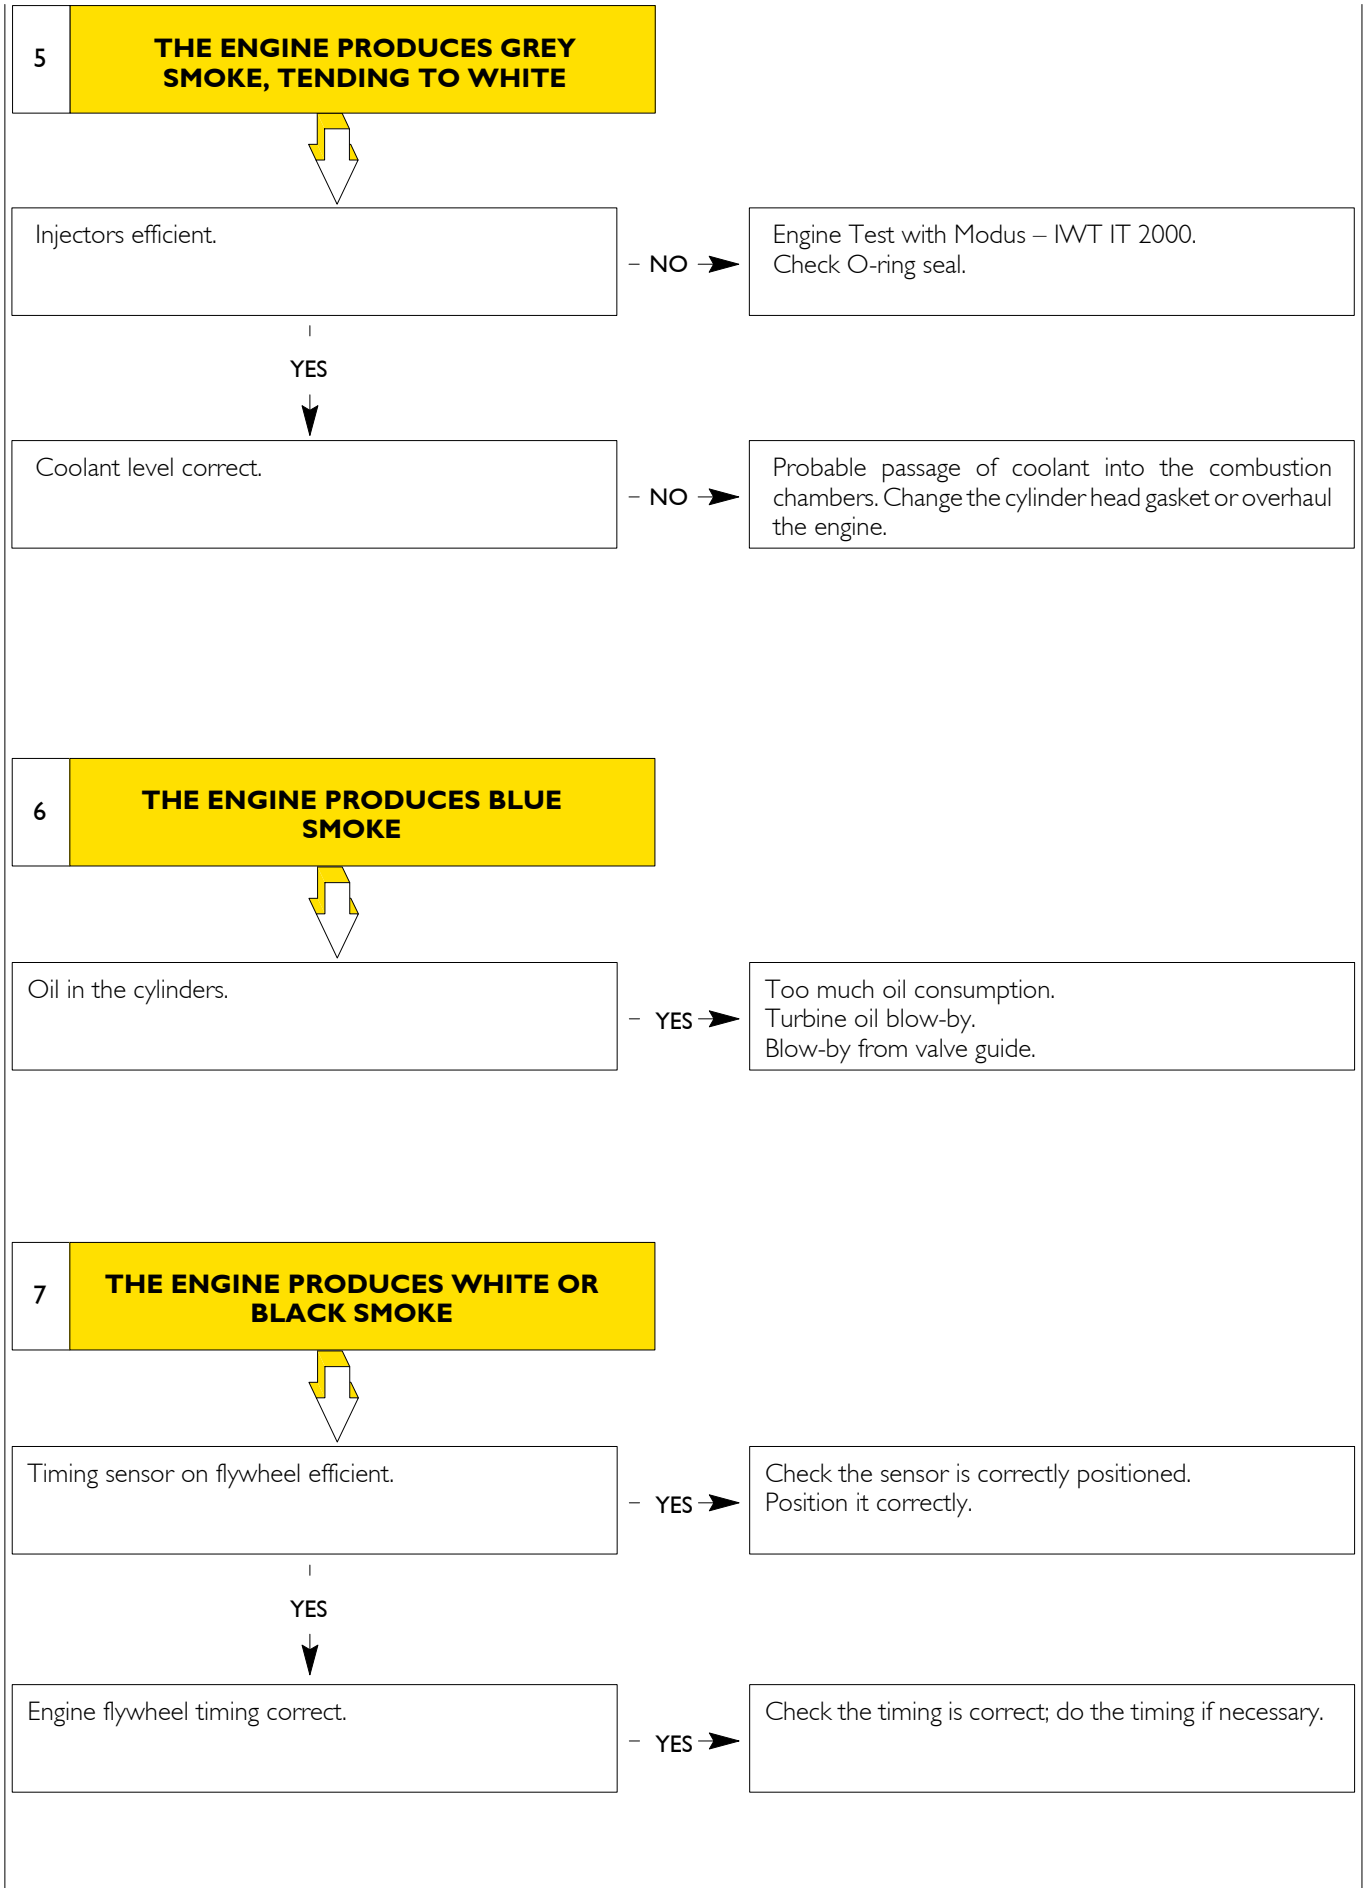 5
THE ENGINE PRODUCES GREY
SMOKE, TENDING TO WHITE
Injectors efficient.
NO
Engine Test with Modus – IWT IT 2000.
Check O-ring seal.
YES
Coolant level correct.
NO
Probable passage of coolant into the combustion
chambers. Change the cylinder head gasket or overhaul
the engine.
6
THE ENGINE PRODUCES BLUE
SMOKE
Oil in the cylinders.
YES
Too much oil consumption.
Turbine oil blow-by.
Blow-by from valve guide.
7
THE ENGINE PRODUCES WHITE OR
BLACK SMOKE
Timing sensor on flywheel efficient.
YES
Check the sensor is correctly positioned.
Position it correctly.
YES
Engine flywheel timing correct.
YES
Check the timing is correct; do the timing if necessary.